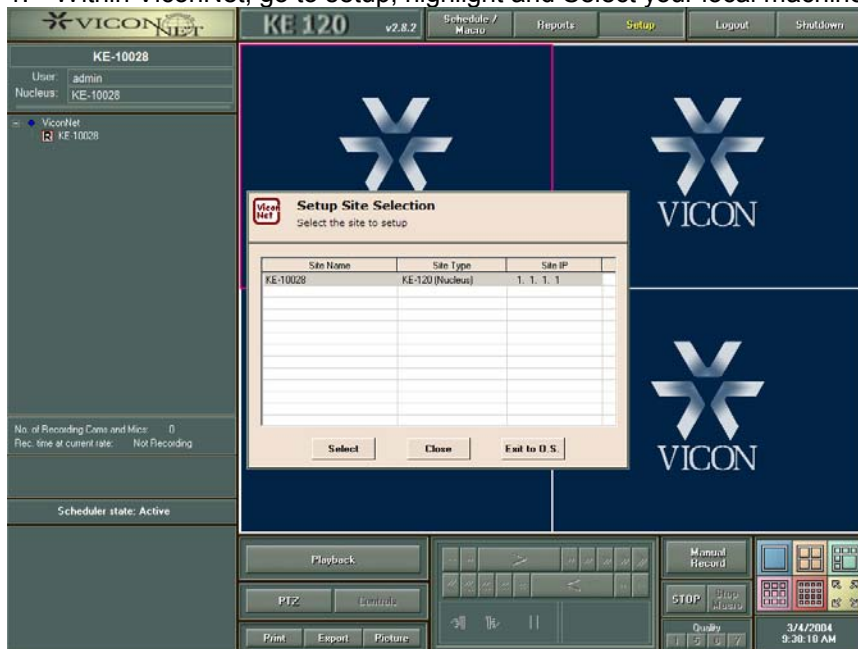 Within ViconNet, go to setup, highlight and Select your local machine
VICONNET
KE 120 v2.8.2
Schedule / Macro
Reports
Setup
Logout
Shutdown
KE-10028
User: admin
Nucleus: KE-10028
ViconNet
R KE-10028
VICON
VICON
Vicon Net
Setup Site Selection
Select the site to setup
Site Name Site Type Site IP
KE-10028 KE-120 (Nucleus) 1. 1. 1. 1
Select Close Exit to O.S.
No. of Recording Cams and Mics: 0
Rec. time at current rate: Not Recording
Scheduler state: Active
Playback
PTZ Controls
Print Export Picture
Manual Record
STOP Stop Macro
Quality
1 5 6 7
3/4/2004
9:30:10 AM